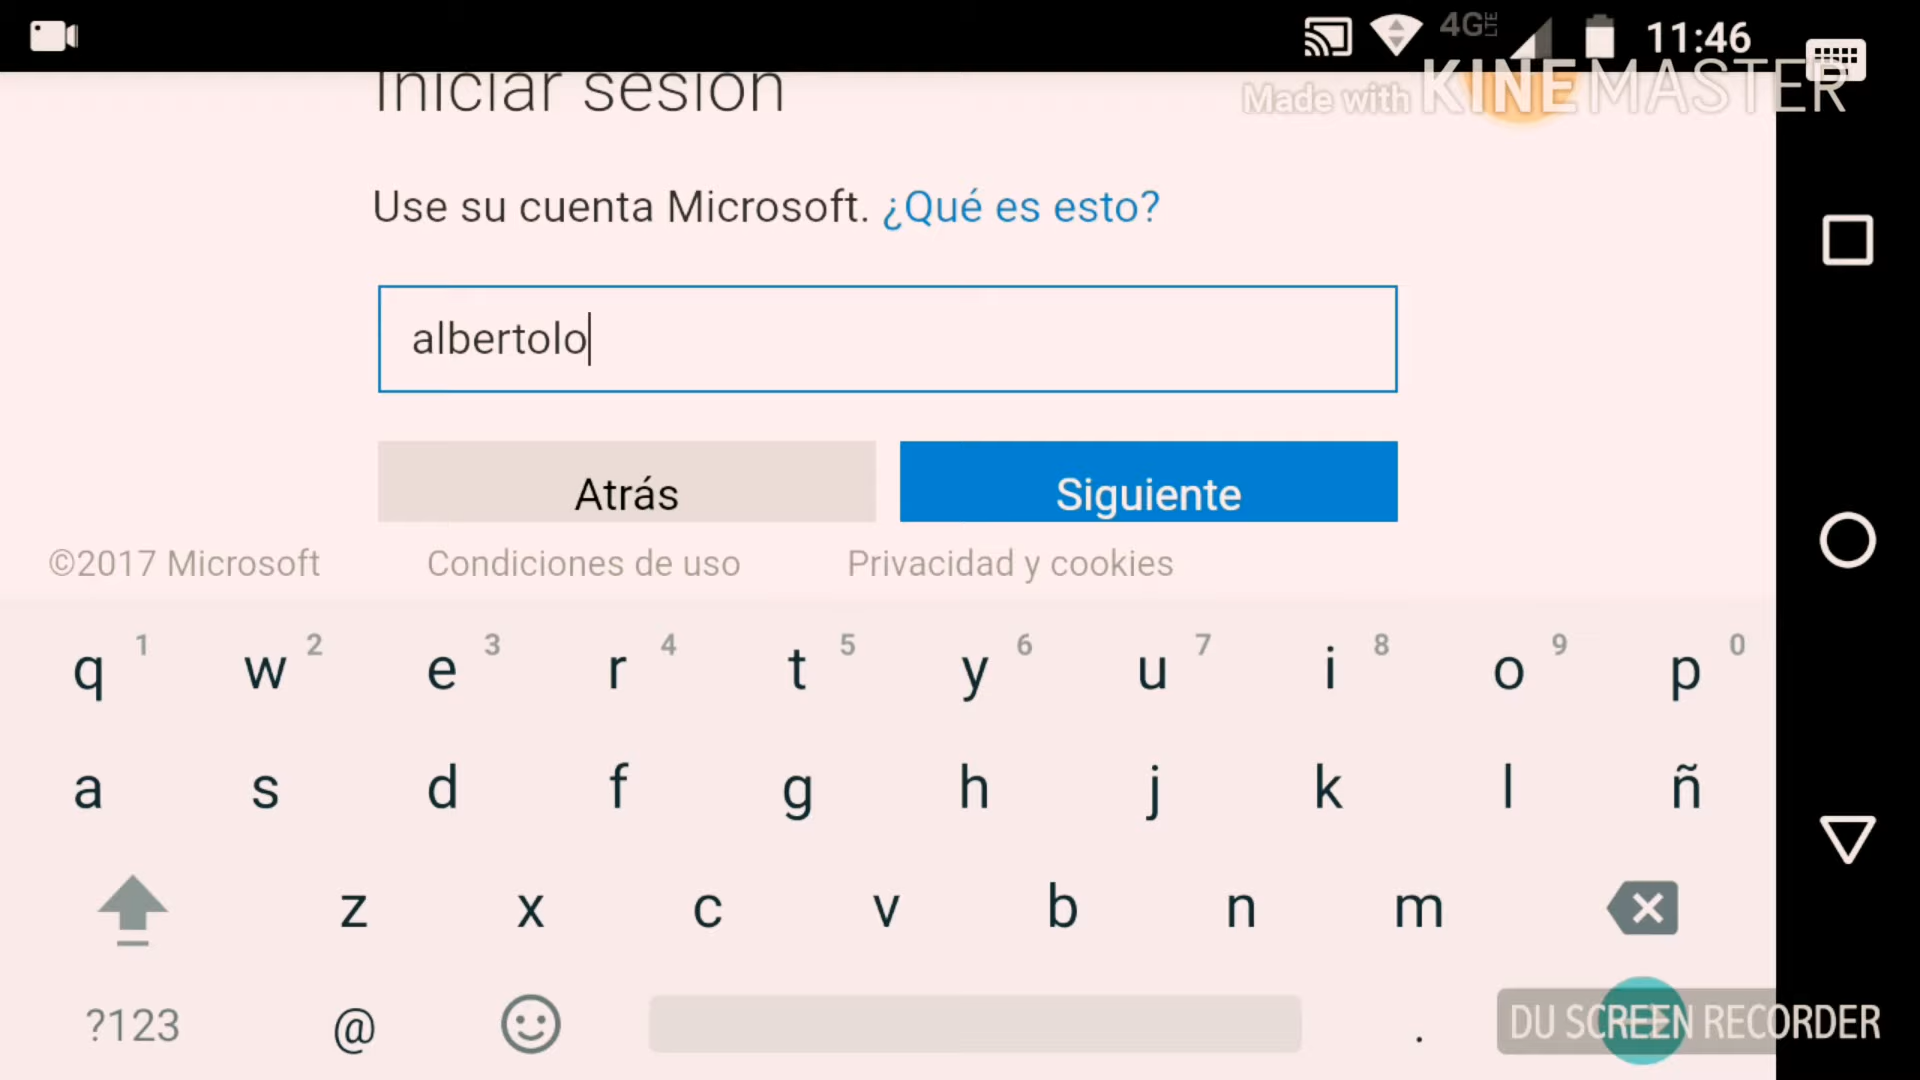 4G LTE 11:46
Iniciar sesión
Made with KINEMASTER
Use su cuenta Microsoft. ¿Qué es esto?
albertolo
Atrás Siguiente
©2017 Microsoft Condiciones de uso Privacidad y cookies
q 1 w 2 e 3 r 4 t 5 y 6 u 7 i 8 o 9 p 0
a s d f g h j k l ñ
z x c v b n m
?123 @ .
DU SCREEN RECORDER